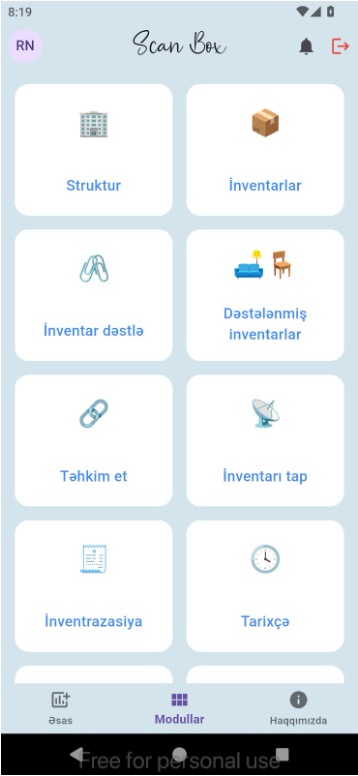 8:19
RN
Scan Box
Struktur
İnventarlar
İnventar dəstlə
Dəstələnmiş
inventarlar
Təhkim et
İnventarı tap
İnventrazasiya
Tarixçə
Əsas
Modullar
Haqqımızda
Free for personal use